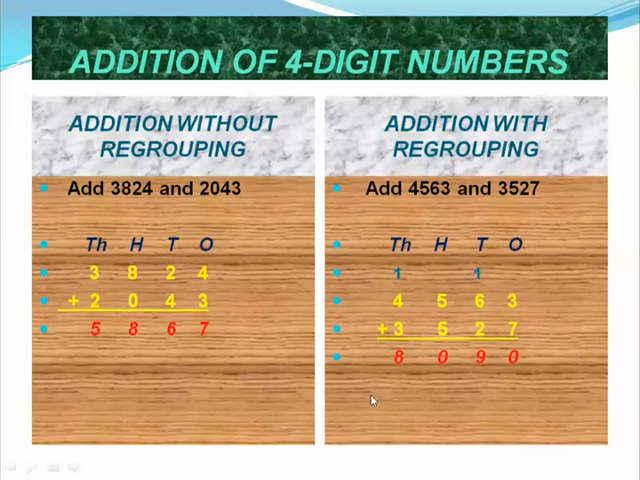 ADDITION OF 4-DIGIT NUMBERS
ADDITION WITHOUT
REGROUPING
Add 3824 and 2043
Th H T O
3 8 2 4
+ 2 0 4 3
5 8 6 7
ADDITION WITH
REGROUPING
Add 4563 and 3527
Th H T O
1 1
4 5 6 3
+ 3 5 2 7
8 0 9 0